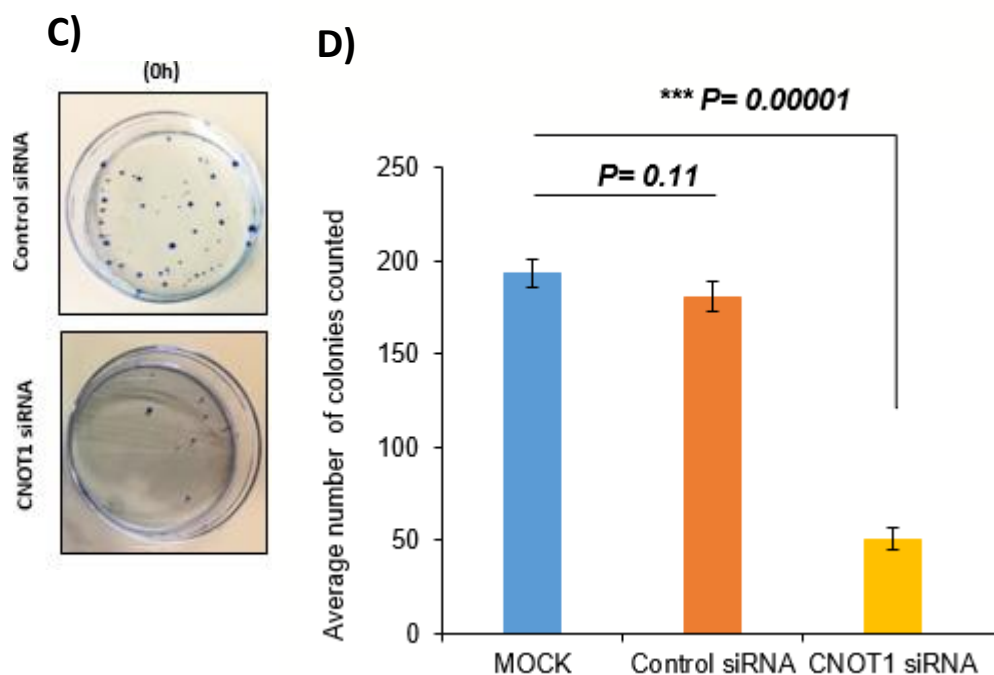 C)
(0h)
Control siRNA
CNOT1 siRNA
D)
*** P= 0.00001
P= 0.11
Average number of colonies counted
250
200
150
100
50
0
MOCK
Control siRNA
CNOT1 siRNA